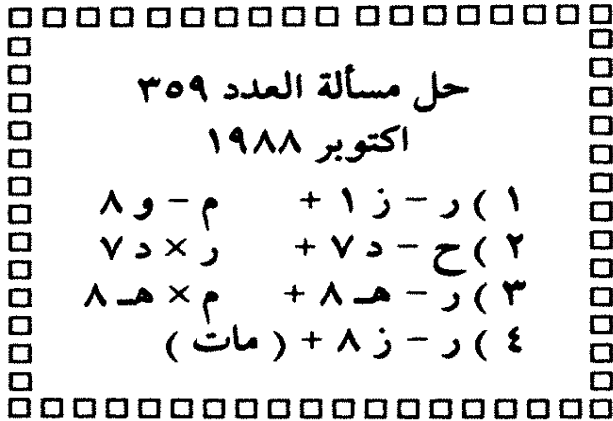 حل مسألة العدد ٣٥٩
اكتوبر ١٩٨٨
١ ) ر - ز ١ + م - و ٨
٢ ) ح - د ٧ + ر × د ٧
٣ ) ر - هـ ٨ + م × هـ ٨
٤ ) ر - ز ٨ + ( مات )